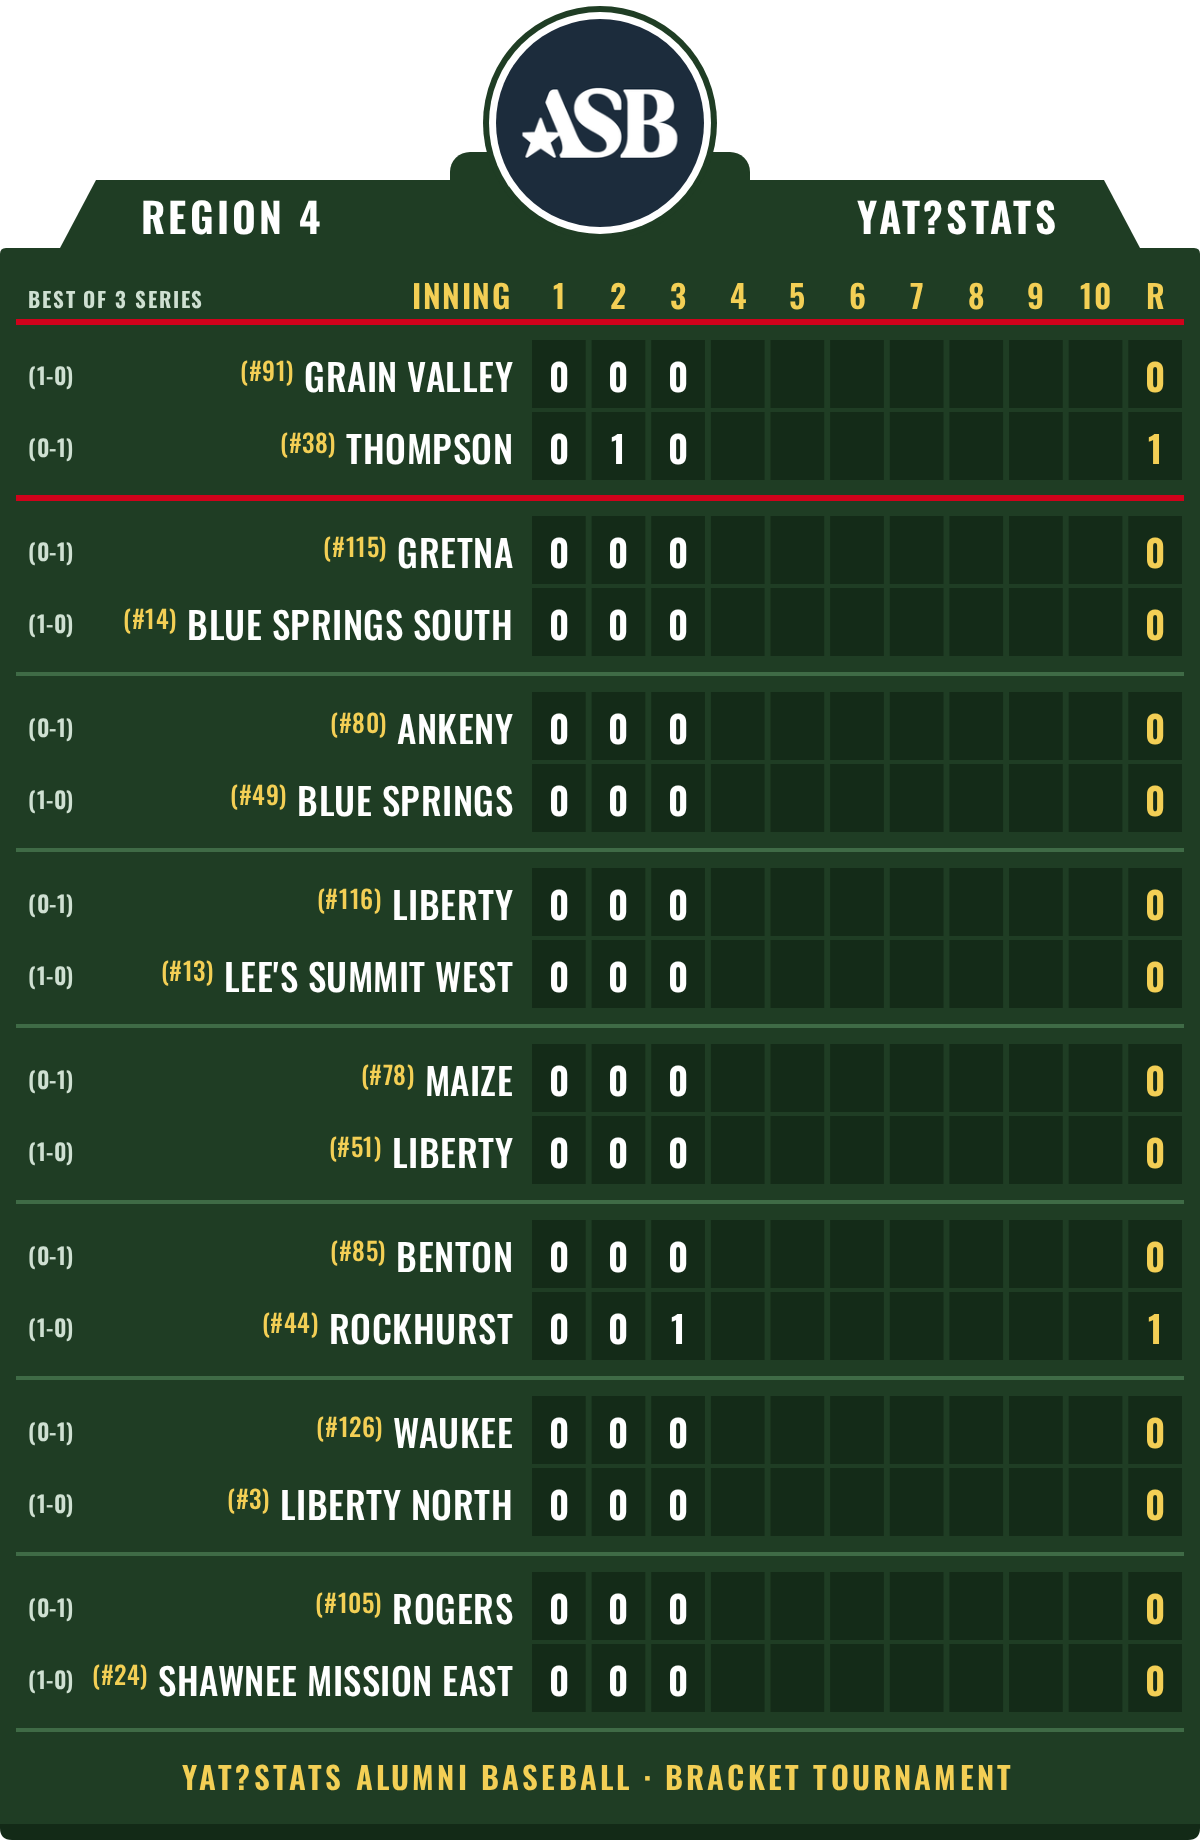 ASB
REGION 4 YAT?STATS
BEST OF 3 SERIES INNING 1 2 3 4 5 6 7 8 9 10 R
(1-0) (#91) GRAIN VALLEY 0 0 0 0
(0-1) (#38) THOMPSON 0 1 0 1
(0-1) (#115) GRETNA 0 0 0 0
(1-0) (#14) BLUE SPRINGS SOUTH 0 0 0 0
(0-1) (#80) ANKENY 0 0 0 0
(1-0) (#49) BLUE SPRINGS 0 0 0 0
(0-1) (#116) LIBERTY 0 0 0 0
(1-0) (#13) LEE'S SUMMIT WEST 0 0 0 0
(0-1) (#78) MAIZE 0 0 0 0
(1-0) (#51) LIBERTY 0 0 0 0
(0-1) (#85) BENTON 0 0 0 0
(1-0) (#44) ROCKHURST 0 0 1 1
(0-1) (#126) WAUKEE 0 0 0 0
(1-0) (#3) LIBERTY NORTH 0 0 0 0
(0-1) (#105) ROGERS 0 0 0 0
(1-0) (#24) SHAWNEE MISSION EAST 0 0 0 0
YAT?STATS ALUMNI BASEBALL · BRACKET TOURNAMENT